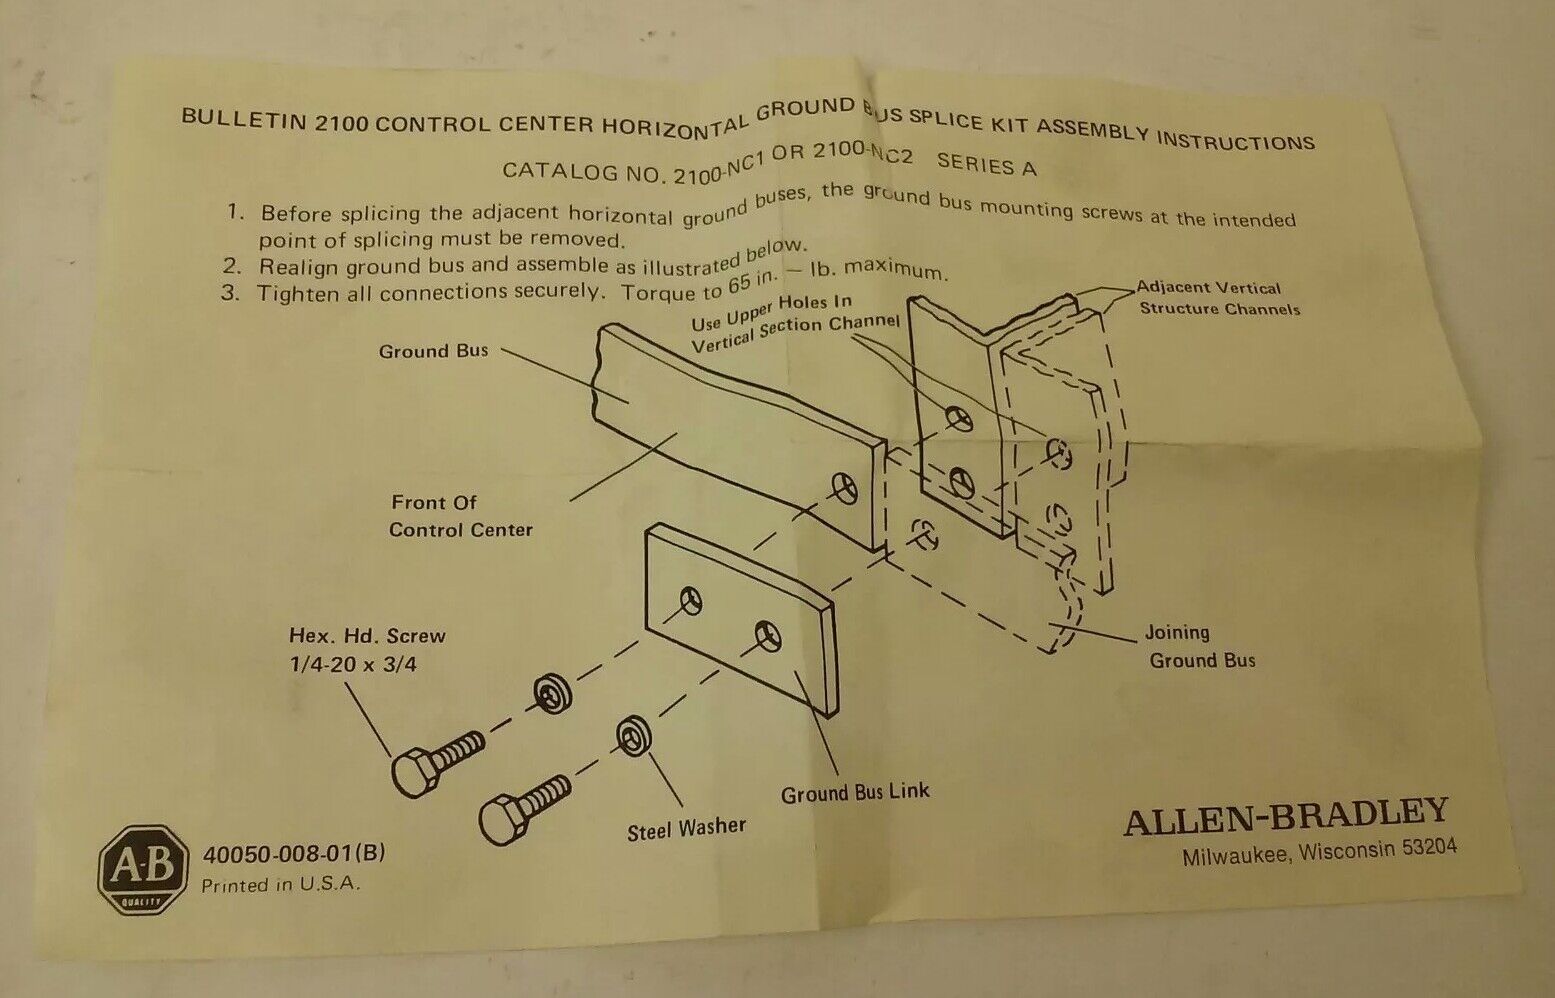 BULLETIN 2100 CONTROL CENTER HORIZONTAL GROUND BUS SPLICE KIT ASSEMBLY INSTRUCTIONS
CATALOG NO. 2100-NC1 OR 2100-NC2 SERIES A
1. Before splicing the adjacent horizontal ground buses, the ground bus mounting screws at the intended
point of splicing must be removed.
2. Realign ground bus and assemble as illustrated below.
3. Tighten all connections securely. Torque to 65 in. – lb. maximum.
Use Upper Holes In
Vertical Section Channel
Adjacent Vertical
Structure Channels
Ground Bus
Front Of
Control Center
Hex. Hd. Screw
1/4-20 x 3/4
Joining
Ground Bus
Ground Bus Link
Steel Washer
A-B
QUALITY
40050-008-01(B)
Printed in U.S.A.
ALLEN-BRADLEY
Milwaukee, Wisconsin 53204